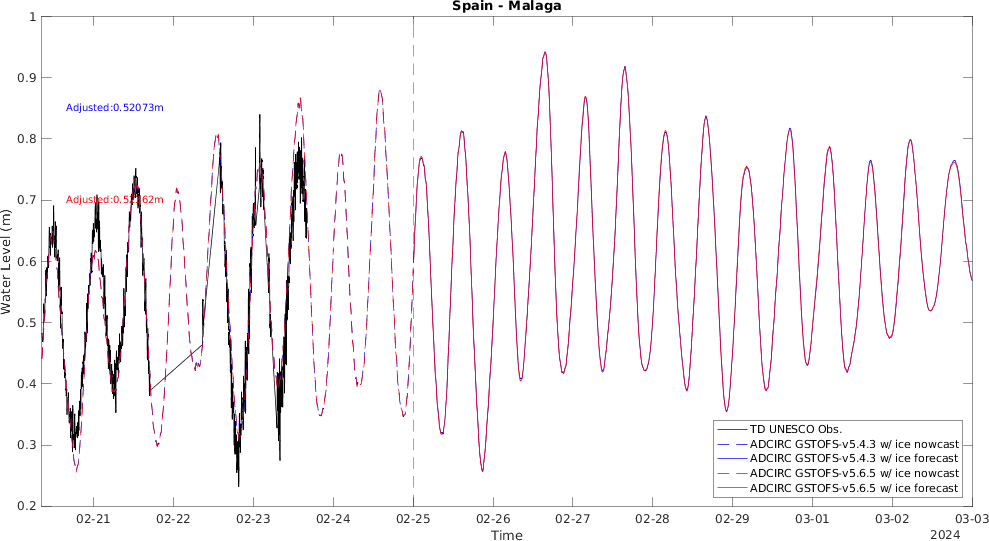 Spain - Malaga
1
0.9
0.8
0.7
0.6
0.5
0.4
0.3
0.2
Water Level (m)
Adjusted:0.52073m
02-21
02-22
02-23
02-24
02-25
02-26
02-27
02-28
02-29
03-01
03-02
03-03
2024
Time
TD UNESCO Obs.
ADCIRC GSTOFS-v5.4.3 w/ ice nowcast
ADCIRC GSTOFS-v5.4.3 w/ ice forecast
ADCIRC GSTOFS-v5.6.5 w/ ice nowcast
ADCIRC GSTOFS-v5.6.5 w/ ice forecast